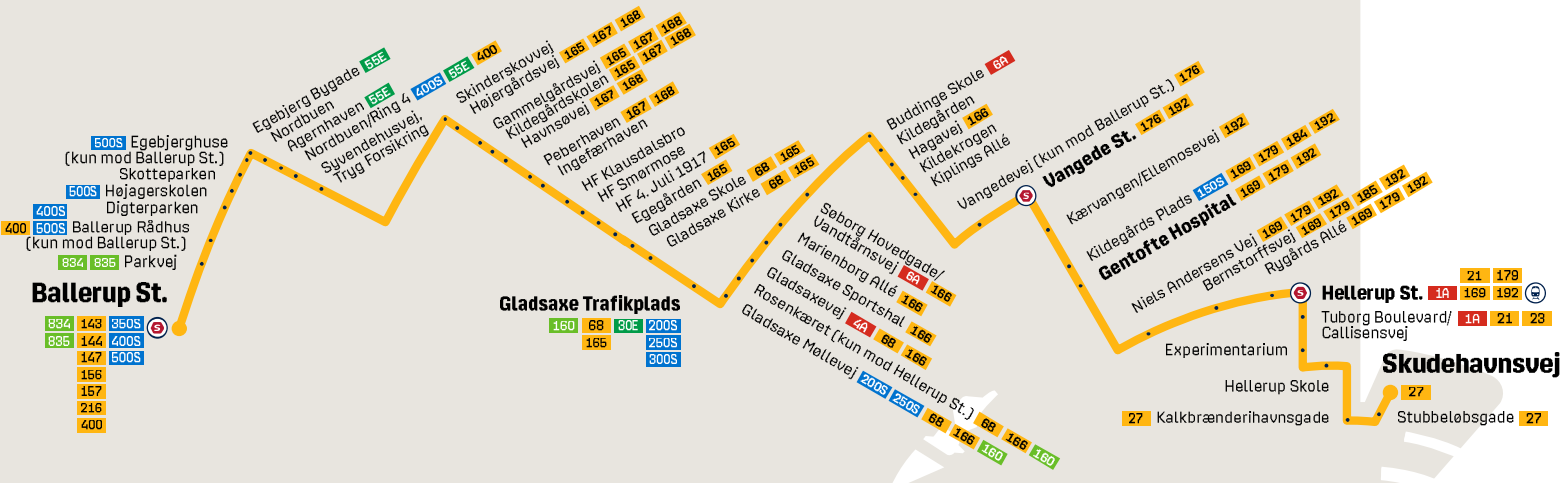 Ballerup St.
834 143 350S
835 144 400S
147 500S
156
157
216
400
S
834 835 Parkvej
400S
400 500S Ballerup Rådhus
(kun mod Ballerup St.)
Digterparken
500S Højagerskolen
Skotteparken
500S Egebjerghuse
(kun mod Ballerup St.)
Egebjerg Bygade 55E
Nordbuen
Agernhaven 55E
Nordbuen/Ring 4 400S 55E 400
Syvendehusvej,
Tryg Forsikring
Skinderskovvej
Højergårdsvej 165 167 168
Gammelgårdsvej 165 167 168
Kildegårdskolen 165 167 168
Havnsøvej 167 168
Peberhaven 167 168
Ingefærhaven
HF Klausdalsbro
HF Smørmose
HF 4. Juli 1917 165
Egegården 165
Gladsaxe Skole 68 165
Gladsaxe Kirke 68 165
Gladsaxe Trafikplads
160 68 30E 200S
165 250S
300S
Gladsaxe Møllevej 200S 250S 68 166 160
Rosenkæret (kun mod Hellerup St.) 68 166 160
Gladsaxevej 4A 68 166
Gladsaxe Sportshal 166
Marienborg Allé 166
Søborg Hovedgade/
Vandtårnsvej 6A 166
Buddinge Skole 6A
Kildegården
Hagavej 166
Kildekrogen
Kiplings Allé
Vangedevej (kun mod Ballerup St.) 176
S
Vangede St. 176 192
Kærvangen/Ellemosevej 192
Kildegårds Plads 150S 169 179 184 192
Gentofte Hospital 169 179 192
Niels Andersens Vej 169 179 192
Bernstorffsvej 169 179 185 192
Rygårds Allé 169 179 192
21 179
S Hellerup St. 1A 169 192
Tuborg Boulevard/ 1A 21 23
Callisensvej
Experimentarium
Hellerup Skole
27 Kalkbrænderihavnsgade
Stubbeløbsgade 27
Skudehavnsvej
27